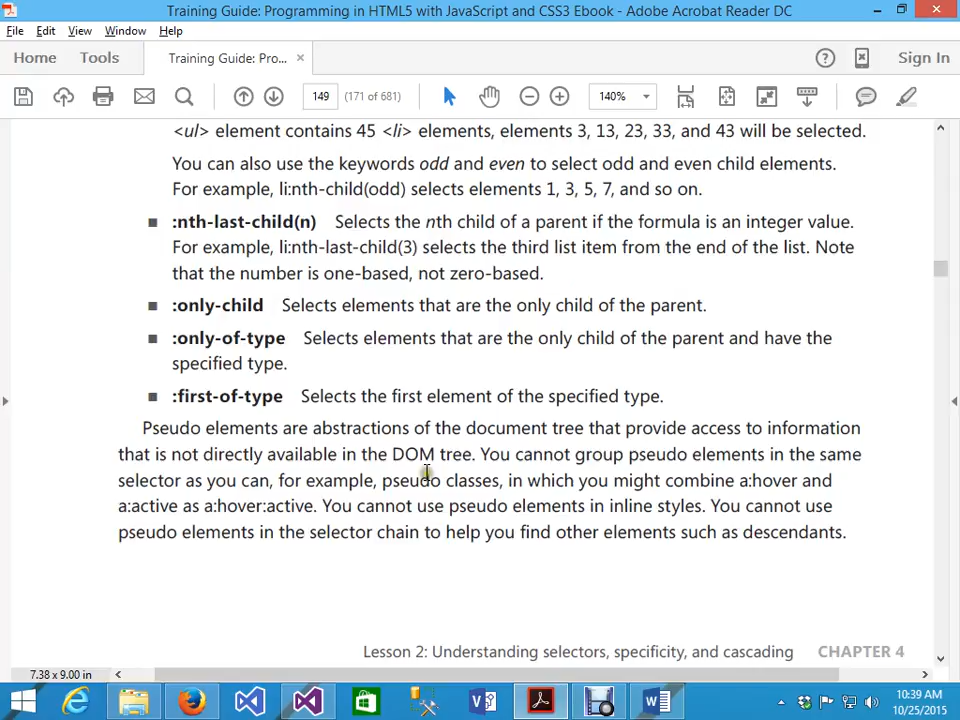 Training Guide: Programming in HTML5 with JavaScript and CSS3 Ebook - Adobe Acrobat Reader DC
File Edit View Window Help
Home Tools Training Guide: Pro... × ? Sign In
149 (171 of 681) 140%
<ul> element contains 45 <li> elements, elements 3, 13, 23, 33, and 43 will be selected.
You can also use the keywords odd and even to select odd and even child elements.
For example, li:nth-child(odd) selects elements 1, 3, 5, 7, and so on.
■ :nth-last-child(n) Selects the nth child of a parent if the formula is an integer value.
For example, li:nth-last-child(3) selects the third list item from the end of the list. Note
that the number is one-based, not zero-based.
■ :only-child Selects elements that are the only child of the parent.
■ :only-of-type Selects elements that are the only child of the parent and have the
specified type.
■ :first-of-type Selects the first element of the specified type.
Pseudo elements are abstractions of the document tree that provide access to information
that is not directly available in the DOM tree. You cannot group pseudo elements in the same
selector as you can, for example, pseudo classes, in which you might combine a:hover and
a:active as a:hover:active. You cannot use pseudo elements in inline styles. You cannot use
pseudo elements in the selector chain to help you find other elements such as descendants.
Lesson 2: Understanding selectors, specificity, and cascading CHAPTER 4
7.38 x 9.00 in
10:39 AM
10/25/2015